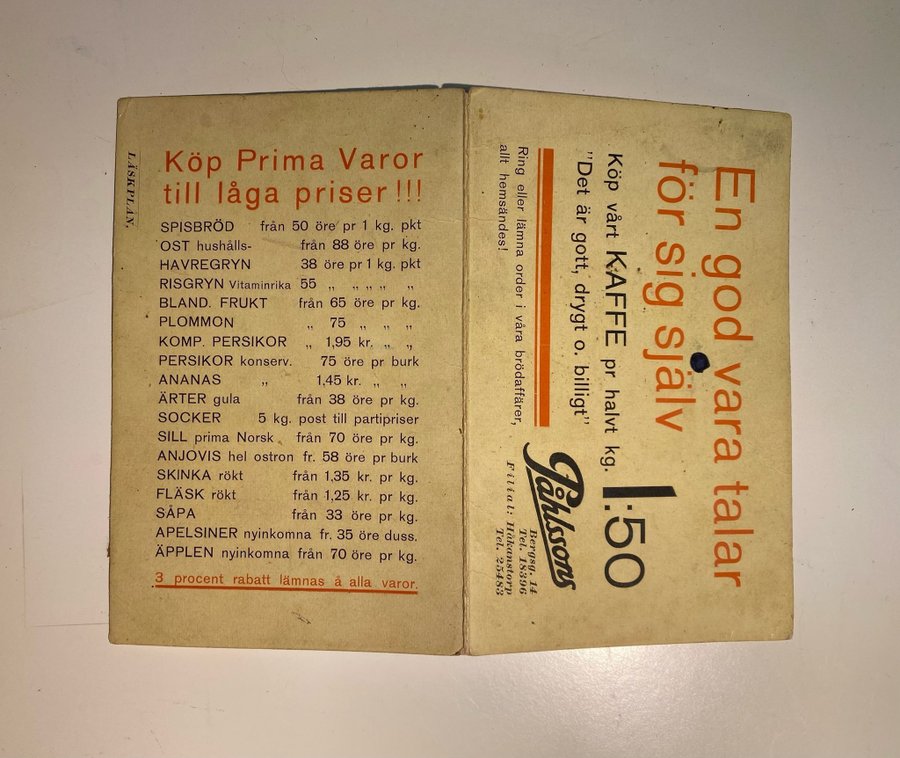 LÄSKPLÅN.
Köp Prima Varor
till låga priser!!!
SPISBRÖD från 50 öre pr 1 kg. pkt
OST hushålls- från 88 öre pr kg.
HAVREGRYN 38 öre pr 1 kg. pkt
RISGRYN Vitaminrika 55 „ „ „ „ „
BLAND. FRUKT från 65 öre pr kg.
PLOMMON „ 75 „ „ „
KOMP. PERSIKOR „ 1,95 kr. „ „
PERSIKOR konserv. 75 öre pr burk
ANANAS „ 1,45 kr. „ „
ÄRTER gula från 38 öre pr kg.
SOCKER 5 kg. post till partipriser
SILL prima Norsk från 70 öre pr kg.
ANJOVIS hel ostron fr. 58 öre pr burk
SKINKA rökt från 1,35 kr. pr kg.
FLÄSK rökt från 1,25 kr. pr kg.
SÅPA från 33 öre pr kg.
APELSINER nyinkomna fr. 35 öre duss.
ÄPPLEN nyinkomna från 70 öre pr kg.
3 procent rabatt lämnas å alla varor.
En god vara talar
för sig själv
Köp vårt KAFFE pr halvt kg. 1:50
"Det är gott, drygt o. billigt"
Ring eller lämna order i våra brödaffärer,
allt hemsändes!
Påhlssons
Bergsg. 14
Tel. 18396
Filial: Håkanstorp
Tel. 25483